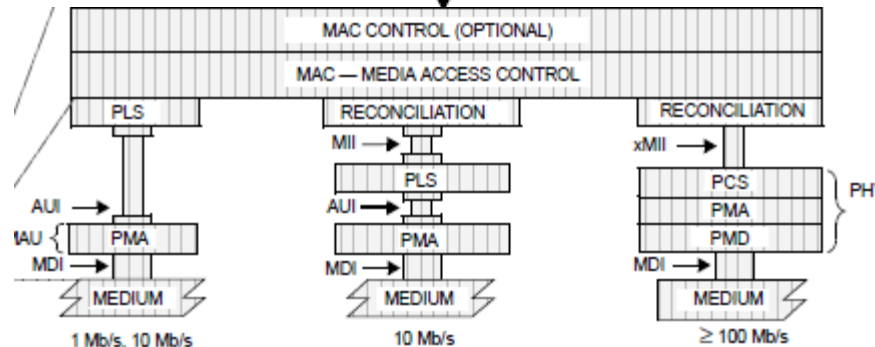 MAC CONTROL (OPTIONAL)
MAC — MEDIA ACCESS CONTROL
PLS
RECONCILIATION
RECONCILIATION
MII
xMII
PLS
PCS
PH
AUI
AUI
PMA
MAU
PMA
PMA
PMD
MDI
MDI
MDI
MEDIUM
MEDIUM
MEDIUM
1 Mb/s, 10 Mb/s
10 Mb/s
≥ 100 Mb/s